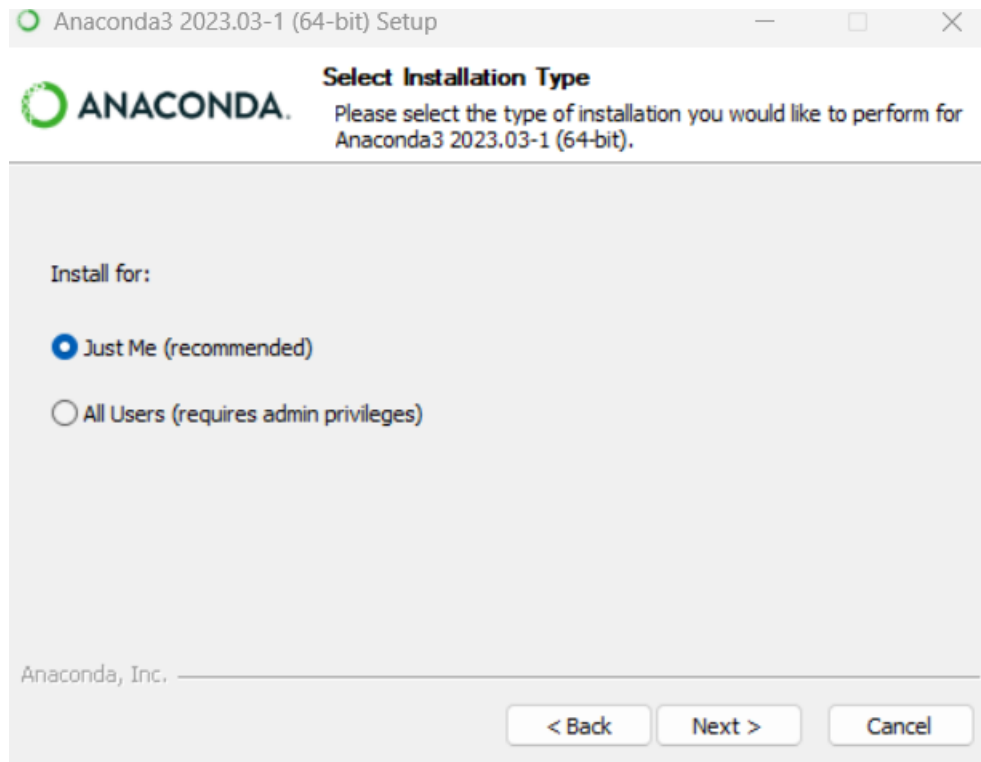 Anaconda3 2023.03-1 (64-bit) Setup
ANACONDA.
Select Installation Type
Please select the type of installation you would like to perform for
Anaconda3 2023.03-1 (64-bit).
Install for:
Just Me (recommended)
All Users (requires admin privileges)
Anaconda, Inc.
< Back
Next >
Cancel